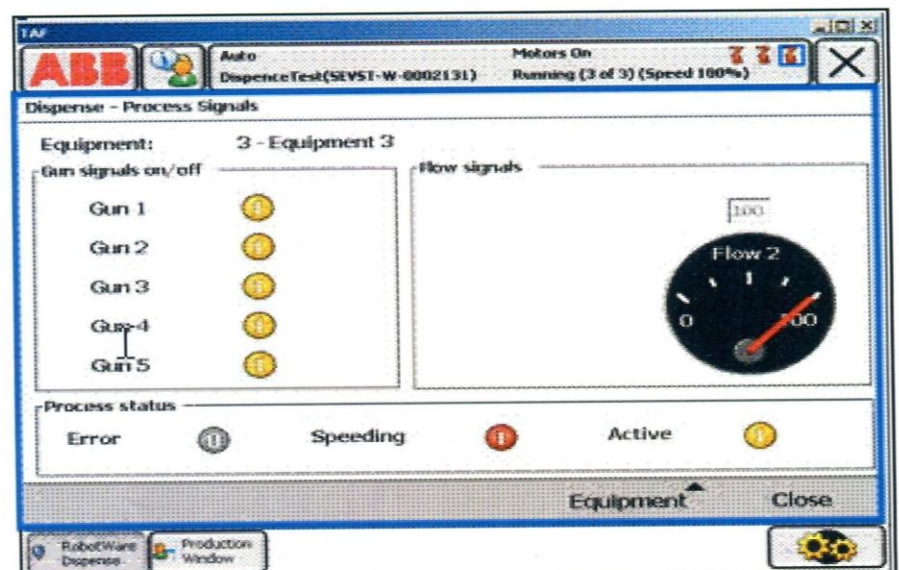 TAF
ABB
Auto
DispenceTest(SEVST-W-0002131)
Motors On
Running (3 of 3) (Speed 100%)
Dispense - Process Signals
Equipment: 3 - Equipment 3
Gun signals on/off
Gun 1
Gun 2
Gun 3
Gun 4
Gun 5
Flow signals
100
Flow 2
0 100
Process status
Error Speeding Active
Equipment Close
RobotWare
Dispense
Production
Window